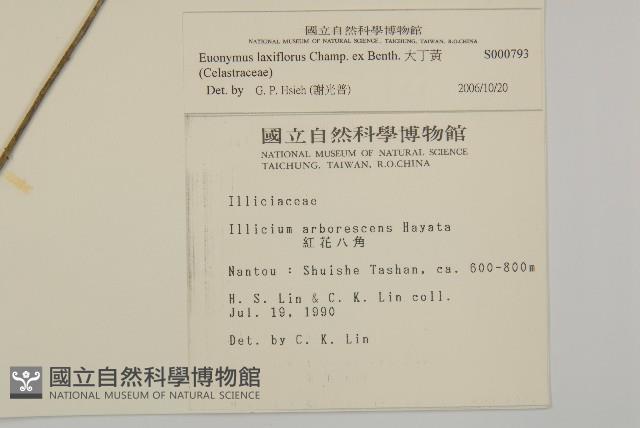 國立自然科學博物館
NATIONAL MUSEUM OF NATURAL SCIENCE, TAICHUNG, TAIWAN, R.O.CHINA
Euonymus laxiflorus Champ. ex Benth. 大丁黃 S000793
(Celastraceae)
Det. by G. P. Hsieh (謝光普) 2006/10/20
國立自然科學博物館
NATIONAL MUSEUM OF NATURAL SCIENCE
TAICHUNG, TAIWAN, R.O.CHINA
Illiciaceae
Illicium arborescens Hayata
紅花八角
Nantou : Shuishe Tashan, ca. 600-800m
H. S. Lin & C. K. Lin coll.
Jul. 19, 1990
Det. by C. K. Lin
國立自然科學博物館
NATIONAL MUSEUM OF NATURAL SCIENCE